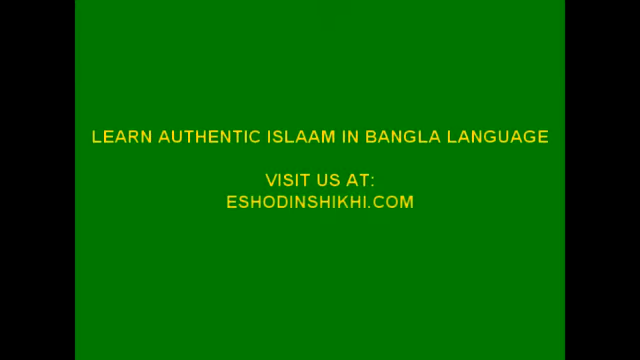 LEARN AUTHENTIC ISLAAM IN BANGLA LANGUAGE
VISIT US AT:
ESHODINSHIKHI.COM